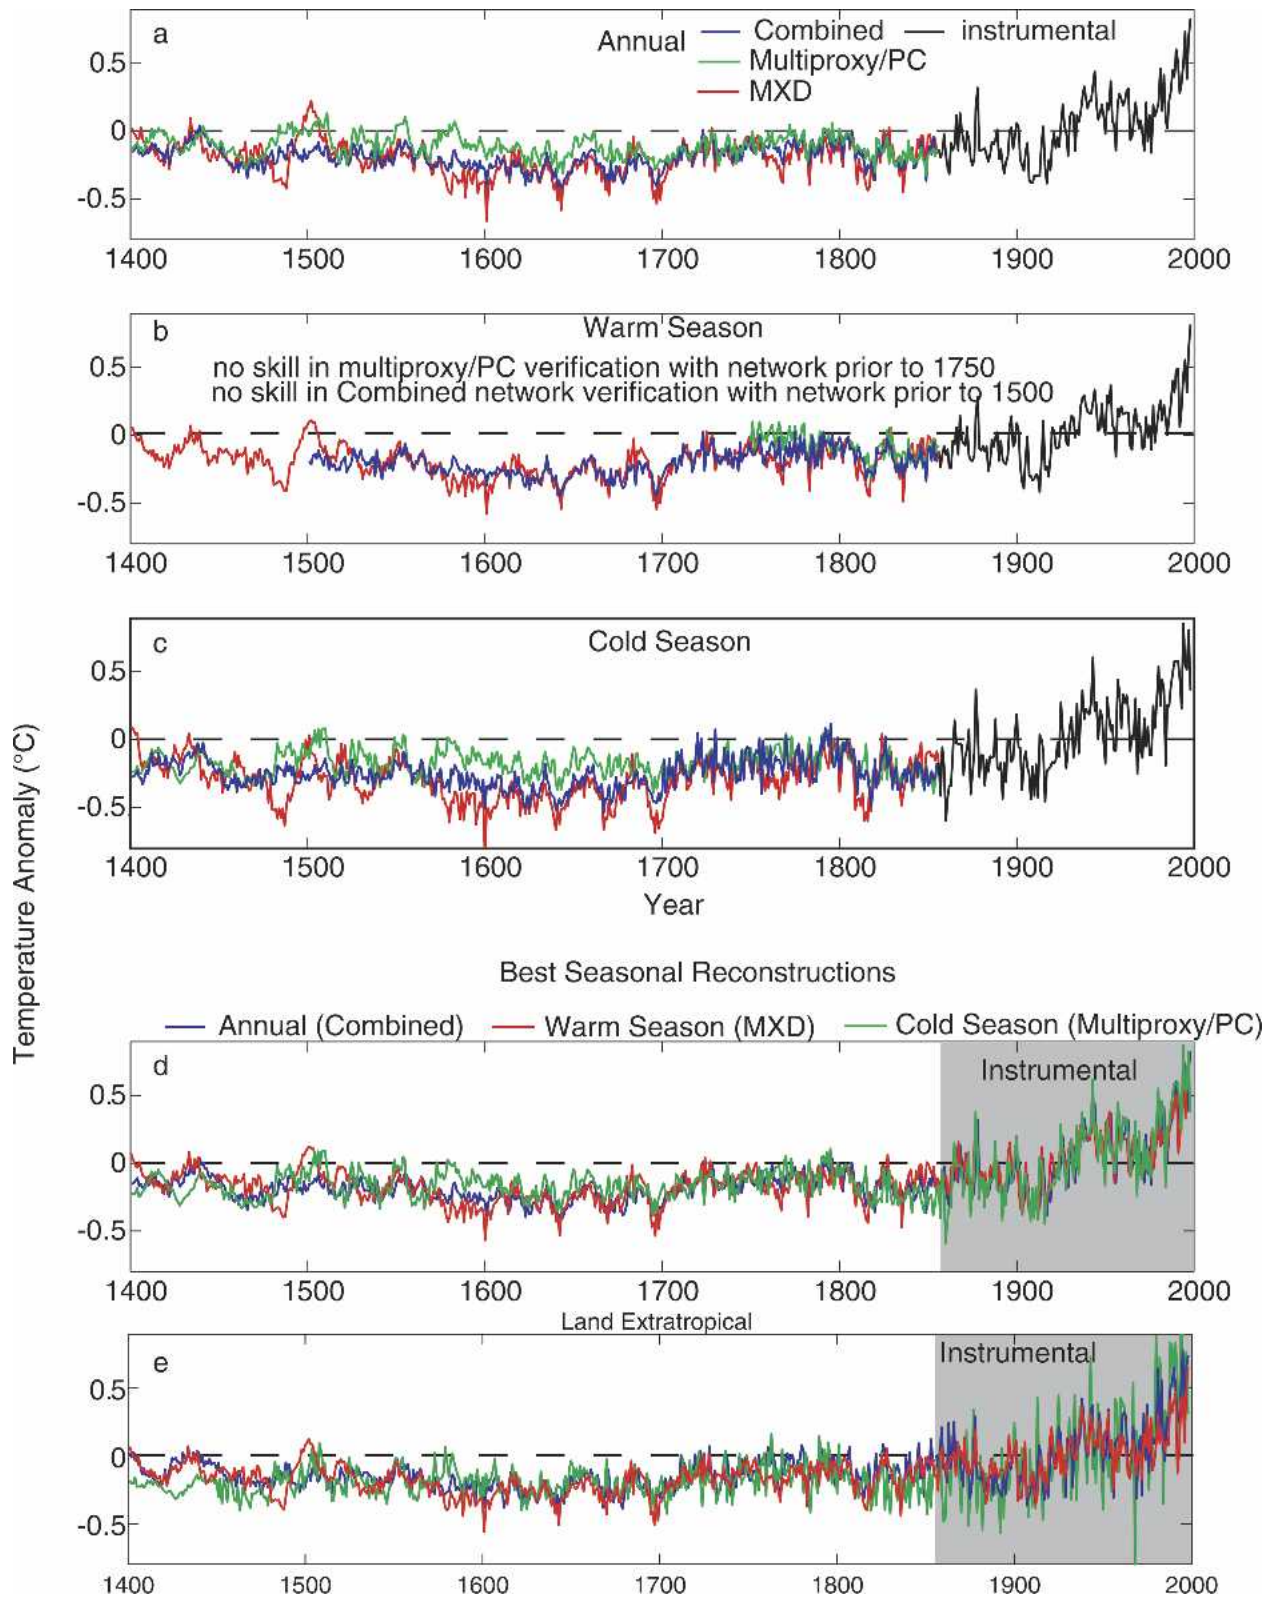 a
Annual
Combined
instrumental
Multiproxy/PC
MXD
0.5
0
-0.5
1400 1500 1600 1700 1800 1900 2000
b
Warm Season
no skill in multiproxy/PC verification with network prior to 1750
no skill in Combined network verification with network prior to 1500
0.5
0
-0.5
1400 1500 1600 1700 1800 1900 2000
c
Cold Season
0.5
0
-0.5
1400 1500 1600 1700 1800 1900 2000
Year
Temperature Anomaly (°C)
Best Seasonal Reconstructions
Annual (Combined) Warm Season (MXD) Cold Season (Multiproxy/PC)
d
Instrumental
0.5
0
-0.5
1400 1500 1600 1700 1800 1900 2000
Land Extratropical
e
Instrumental
0.5
0
-0.5
1400 1500 1600 1700 1800 1900 2000